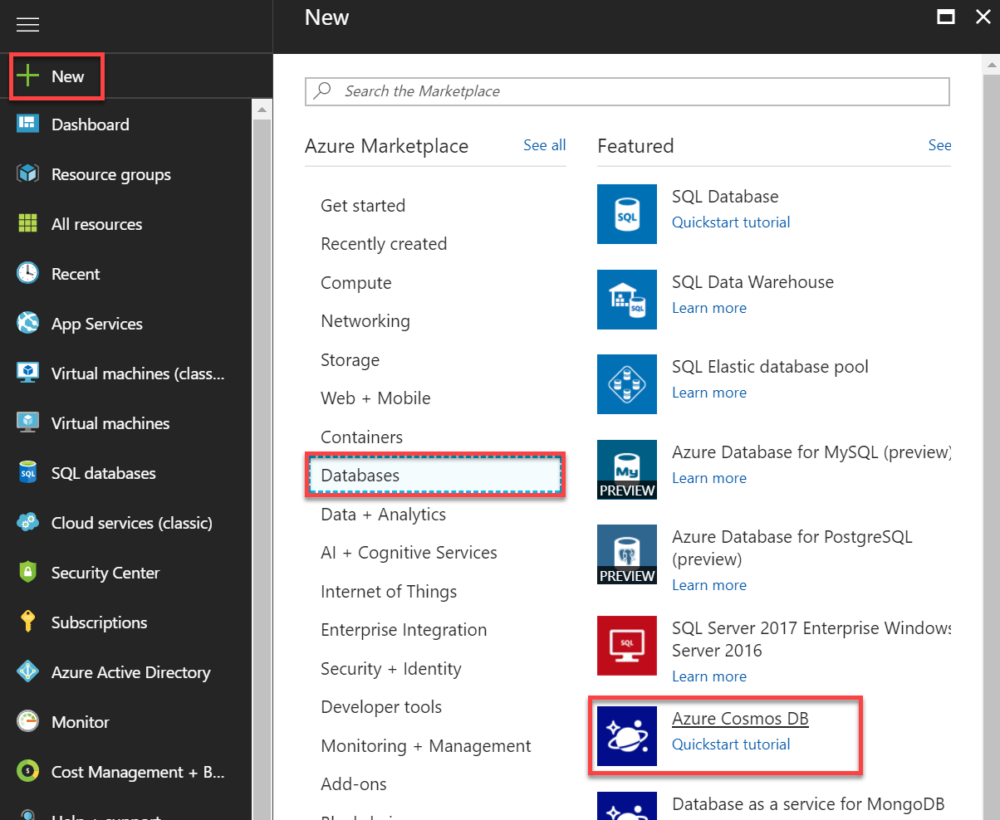 New
Dashboard
Resource groups
All resources
Recent
App Services
Virtual machines (class...
Virtual machines
SQL
SQL databases
Cloud services (classic)
Security Center
Subscriptions
Azure Active Directory
Monitor
$
Cost Management + B...
New
Search the Marketplace
Azure Marketplace
See all
Get started
Recently created
Compute
Networking
Storage
Web + Mobile
Containers
Databases
Data + Analytics
AI + Cognitive Services
Internet of Things
Enterprise Integration
Security + Identity
Developer tools
Monitoring + Management
Add-ons
Featured
See
SQL
SQL Database
Quickstart tutorial
SQL
SQL Data Warehouse
Learn more
SQL Elastic database pool
Learn more
My
PREVIEW
Azure Database for MySQL (preview)
Learn more
PREVIEW
Azure Database for PostgreSQL
(preview)
Learn more
SQL
SQL Server 2017 Enterprise Windows
Server 2016
Learn more
Azure Cosmos DB
Quickstart tutorial
Database as a service for MongoDB